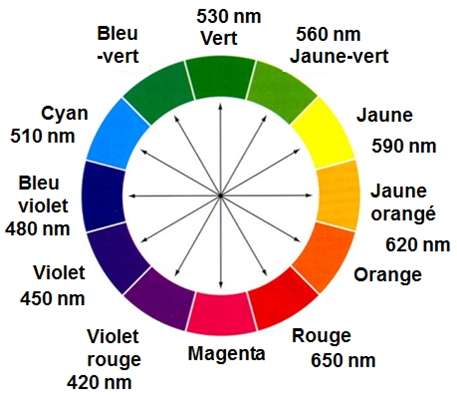 530 nm
Vert
560 nm
Jaune-vert
Jaune
590 nm
Jaune
orangé
620 nm
Orange
Rouge
650 nm
Magenta
Violet
rouge
420 nm
Violet
450 nm
Bleu
violet
480 nm
Cyan
510 nm
Bleu
-vert